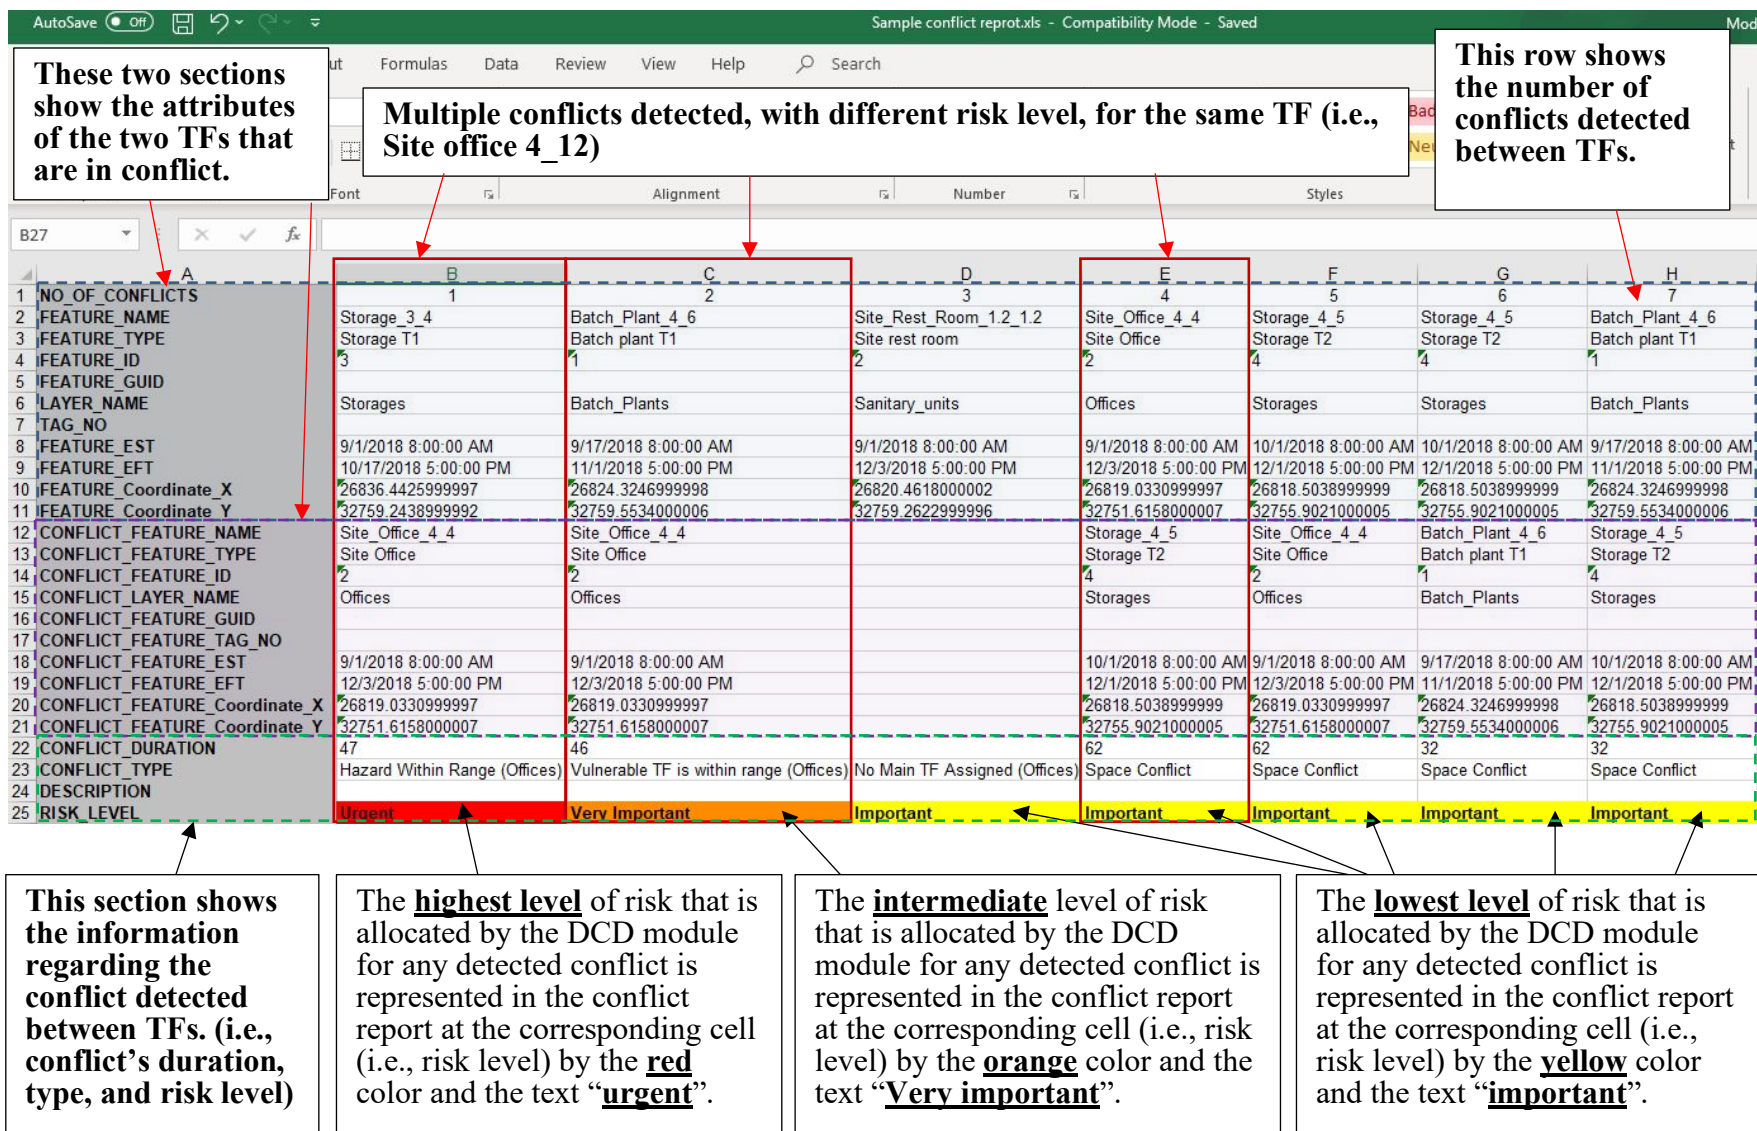 AutoSave Off Sample conflict reprot.xls - Compatibility Mode - Saved Mod
ut Formulas Data Review View Help Search
These two sections
show the attributes
of the two TFs that
are in conflict.
Multiple conflicts detected, with different risk level, for the same TF (i.e.,
Site office 4_12)
This row shows
the number of
conflicts detected
between TFs.
Bad
Neu t
Font Alignment Number Styles
B27 fx
A B C D E F G H
1 NO_OF_CONFLICTS 1 2 3 4 5 6 7
2 FEATURE_NAME Storage_3_4 Batch_Plant_4_6 Site_Rest_Room_1.2_1.2 Site_Office_4_4 Storage_4_5 Storage_4_5 Batch_Plant_4_6
3 FEATURE_TYPE Storage T1 Batch plant T1 Site rest room Site Office Storage T2 Storage T2 Batch plant T1
4 FEATURE_ID 3 1 2 2 4 4 1
5 FEATURE_GUID
6 LAYER_NAME Storages Batch_Plants Sanitary_units Offices Storages Storages Batch_Plants
7 TAG_NO
8 FEATURE_EST 9/1/2018 8:00:00 AM 9/17/2018 8:00:00 AM 9/1/2018 8:00:00 AM 9/1/2018 8:00:00 AM 10/1/2018 8:00:00 AM 10/1/2018 8:00:00 AM 9/17/2018 8:00:00 AM
9 FEATURE_EFT 10/17/2018 5:00:00 PM 11/1/2018 5:00:00 PM 12/3/2018 5:00:00 PM 12/3/2018 5:00:00 PM 12/1/2018 5:00:00 PM 12/1/2018 5:00:00 PM 11/1/2018 5:00:00 PM
10 FEATURE_Coordinate_X 26836.4425999997 26824.3246999998 26820.4618000002 26819.0330999997 26818.5038999999 26818.5038999999 26824.3246999998
11 FEATURE_Coordinate_Y 32759.2438999992 32759.5534000006 32759.2622999996 32751.6158000007 32755.9021000005 32755.9021000005 32759.5534000006
12 CONFLICT_FEATURE_NAME Site_Office_4_4 Site_Office_4_4 Storage_4_5 Site_Office_4_4 Batch_Plant_4_6 Storage_4_5
13 CONFLICT_FEATURE_TYPE Site Office Site Office Storage T2 Site Office Batch plant T1 Storage T2
14 CONFLICT_FEATURE_ID 2 2 4 2 1 4
15 CONFLICT_LAYER_NAME Offices Offices Storages Offices Batch_Plants Storages
16 CONFLICT_FEATURE_GUID
17 CONFLICT_FEATURE_TAG_NO
18 CONFLICT_FEATURE_EST 9/1/2018 8:00:00 AM 9/1/2018 8:00:00 AM 10/1/2018 8:00:00 AM 9/1/2018 8:00:00 AM 9/17/2018 8:00:00 AM 10/1/2018 8:00:00 AM
19 CONFLICT_FEATURE_EFT 12/3/2018 5:00:00 PM 12/3/2018 5:00:00 PM 12/1/2018 5:00:00 PM 12/3/2018 5:00:00 PM 11/1/2018 5:00:00 PM 12/1/2018 5:00:00 PM
20 CONFLICT_FEATURE_Coordinate_X 26819.0330999997 26819.0330999997 26818.5038999999 26819.0330999997 26824.3246999998 26818.5038999999
21 CONFLICT_FEATURE_Coordinate_Y 32751.6158000007 32751.6158000007 32755.9021000005 32751.6158000007 32759.5534000006 32755.9021000005
22 CONFLICT_DURATION 47 46 62 62 32 32
23 CONFLICT_TYPE Hazard Within Range (Offices) Vulnerable TF is within range (Offices) No Main TF Assigned (Offices) Space Conflict Space Conflict Space Conflict Space Conflict
24 DESCRIPTION
25 RISK_LEVEL Urgent Very Important Important Important Important Important Important
This section shows
the information
regarding the
conflict detected
between TFs. (i.e.,
conflict's duration,
type, and risk level)
The highest level of risk that is
allocated by the DCD module
for any detected conflict is
represented in the conflict
report at the corresponding cell
(i.e., risk level) by the red
color and the text “urgent”.
The intermediate level of risk
that is allocated by the DCD
module for any detected conflict is
represented in the conflict report
at the corresponding cell (i.e., risk
level) by the orange color and the
text “Very important”.
The lowest level of risk that is
allocated by the DCD module
for any detected conflict is
represented in the conflict report
at the corresponding cell (i.e.,
risk level) by the yellow color
and the text “important”.